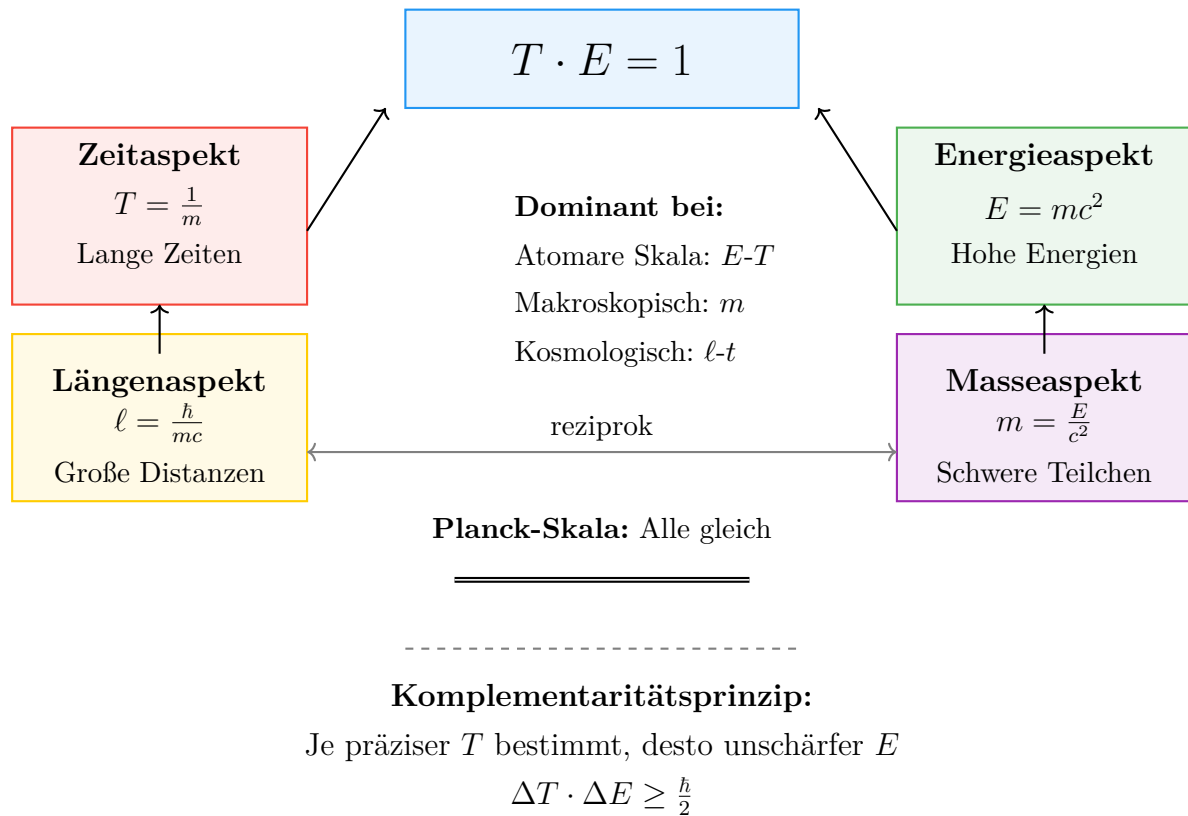 T · E = 1
Zeitaspekt
T = 1/m
Lange Zeiten
Energieaspekt
E = mc²
Hohe Energien
Dominant bei:
Atomare Skala: E-T
Makroskopisch: m
Kosmologisch: ℓ-t
Längenaspekt
ℓ = ħ/mc
Große Distanzen
Masseaspekt
m = E/c²
Schwere Teilchen
reziprok
Planck-Skala: Alle gleich
Komplementaritätsprinzip:
Je präziser T bestimmt, desto unschärfer E
ΔT · ΔE ≥ ħ/2